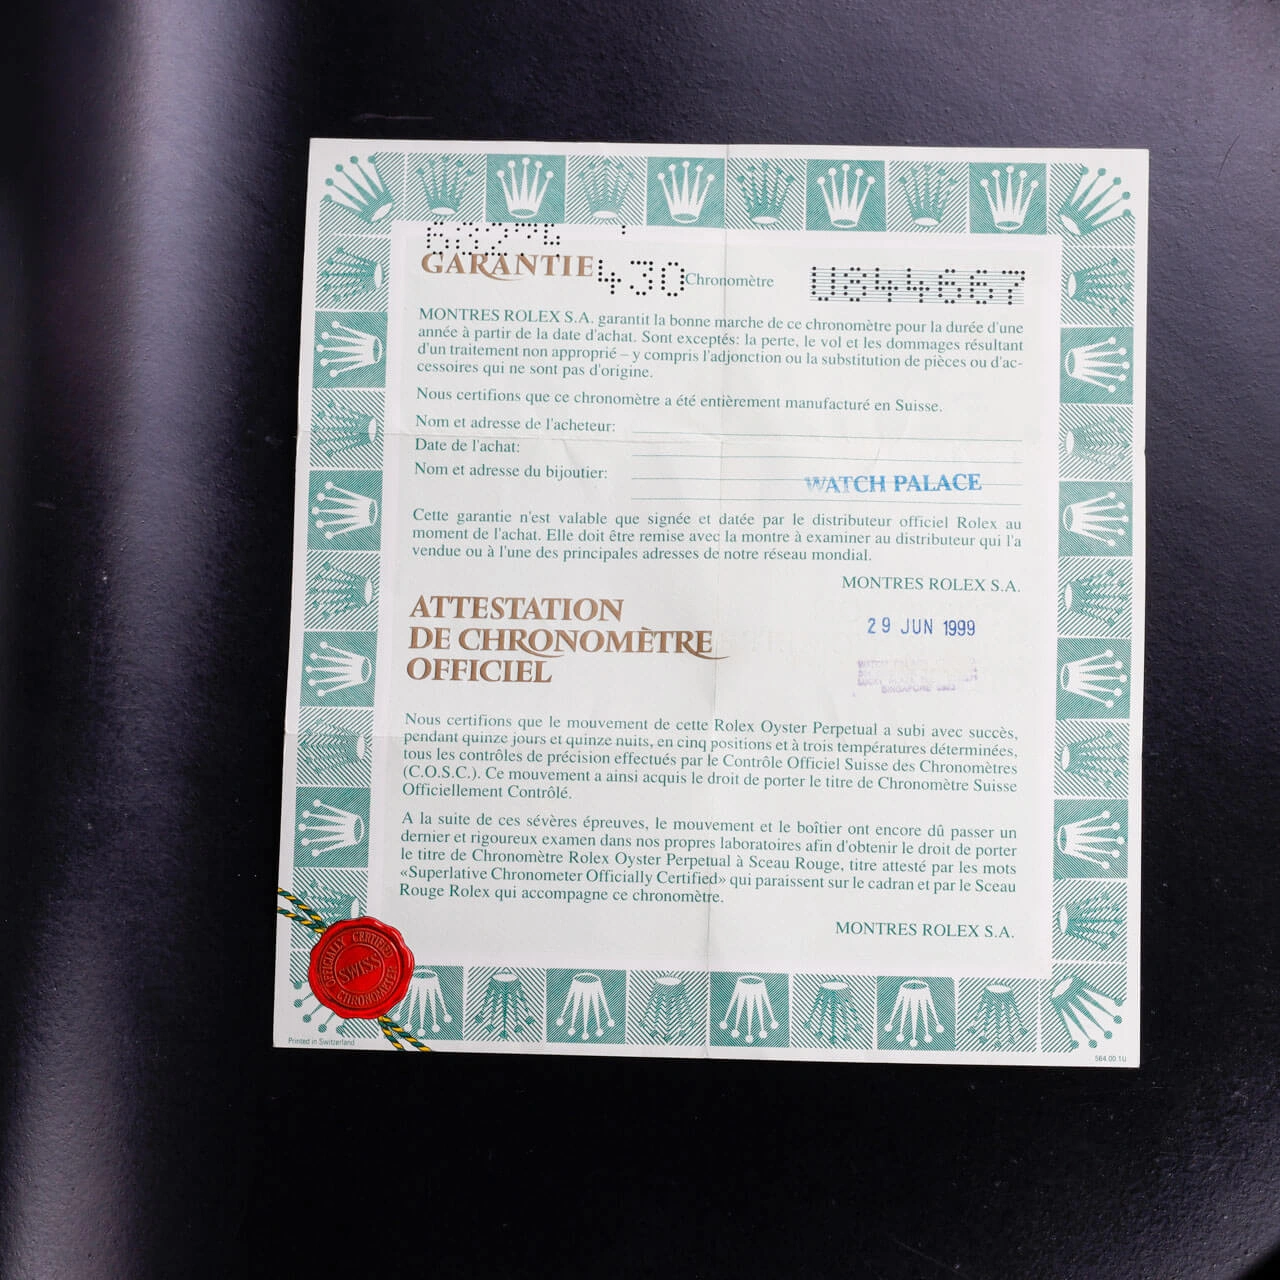 63225
GARANTIE 430 Chronomètre U844667
MONTRES ROLEX S.A. garantit la bonne marche de ce chronomètre pour la durée d'une
année à partir de la date d'achat. Sont exceptés: la perte, le vol et les dommages résultant
d'un traitement non approprié – y compris l'adjonction ou la substitution de pièces ou d'ac-
cessoires qui ne sont pas d'origine.
Nous certifions que ce chronomètre a été entièrement manufacturé en Suisse.
Nom et adresse de l'acheteur:
Date de l'achat:
Nom et adresse du bijoutier:
WATCH PALACE
Cette garantie n'est valable que signée et datée par le distributeur officiel Rolex au
moment de l'achat. Elle doit être remise avec la montre à examiner au distributeur qui l'a
vendue ou à l'une des principales adresses de notre réseau mondial.
MONTRES ROLEX S.A.
ATTESTATION
DE CHRONOMÈTRE
OFFICIEL
29 JUN 1999
WATCH PALACE
SINGAPORE
Nous certifions que le mouvement de cette Rolex Oyster Perpetual a subi avec succès,
pendant quinze jours et quinze nuits, en cinq positions et à trois températures déterminées,
tous les contrôles de précision effectués par le Contrôle Officiel Suisse des Chronomètres
(C.O.S.C.). Ce mouvement a ainsi acquis le droit de porter le titre de Chronomètre Suisse
Officiellement Contrôlé.
A la suite de ces sévères épreuves, le mouvement et le boîtier ont encore dû passer un
dernier et rigoureux examen dans nos propres laboratoires afin d'obtenir le droit de porter
le titre de Chronomètre Rolex Oyster Perpetual à Sceau Rouge, titre attesté par les mots
«Superlative Chronometer Officially Certified» qui paraissent sur le cadran et par le Sceau
Rouge Rolex qui accompagne ce chronomètre.
MONTRES ROLEX S.A.
OFFICIALLY CERTIFIED
SWISS
CHRONOMETER
Printed in Switzerland
564.00.1U